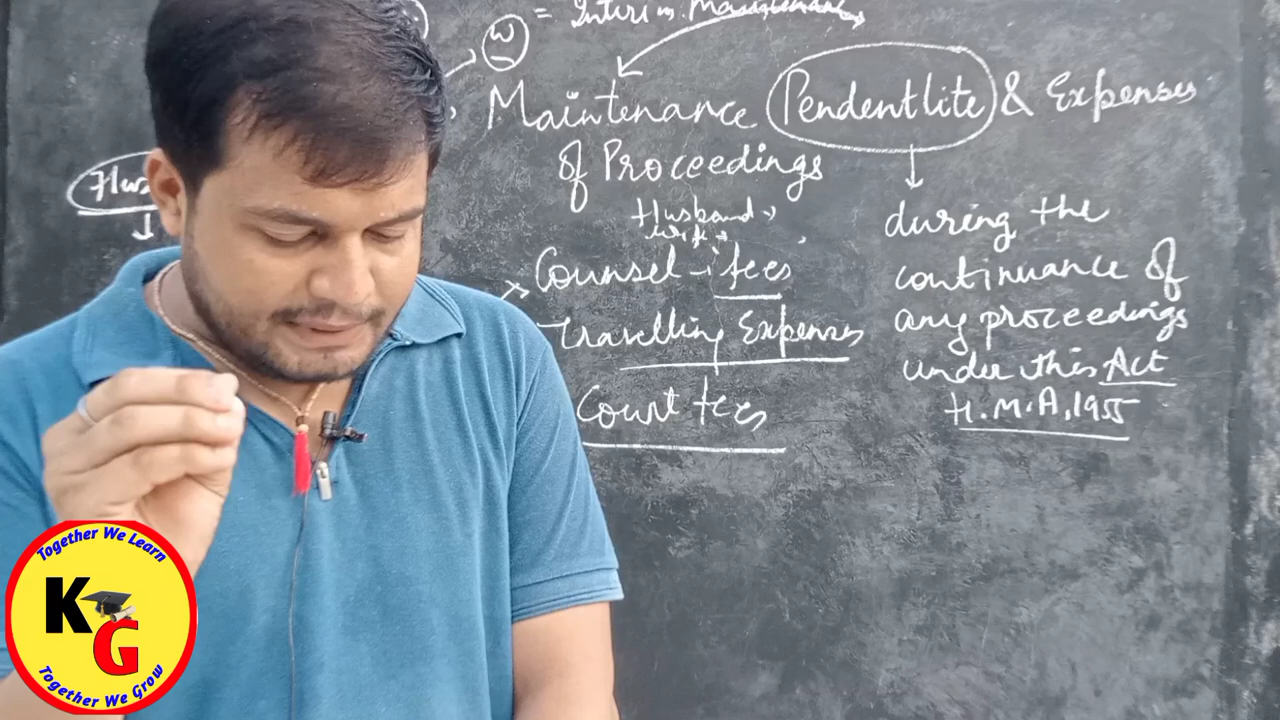 W = Interim Maintenance
Maintenance Pendentlite & Expenses
of Proceedings
Husband
wife
Counsel - fees
Travelling Expenses
Court fees
during the
continuance of
any proceedings
under this Act
H.M.A, 1955
Together We Learn
KG
Together We Grow